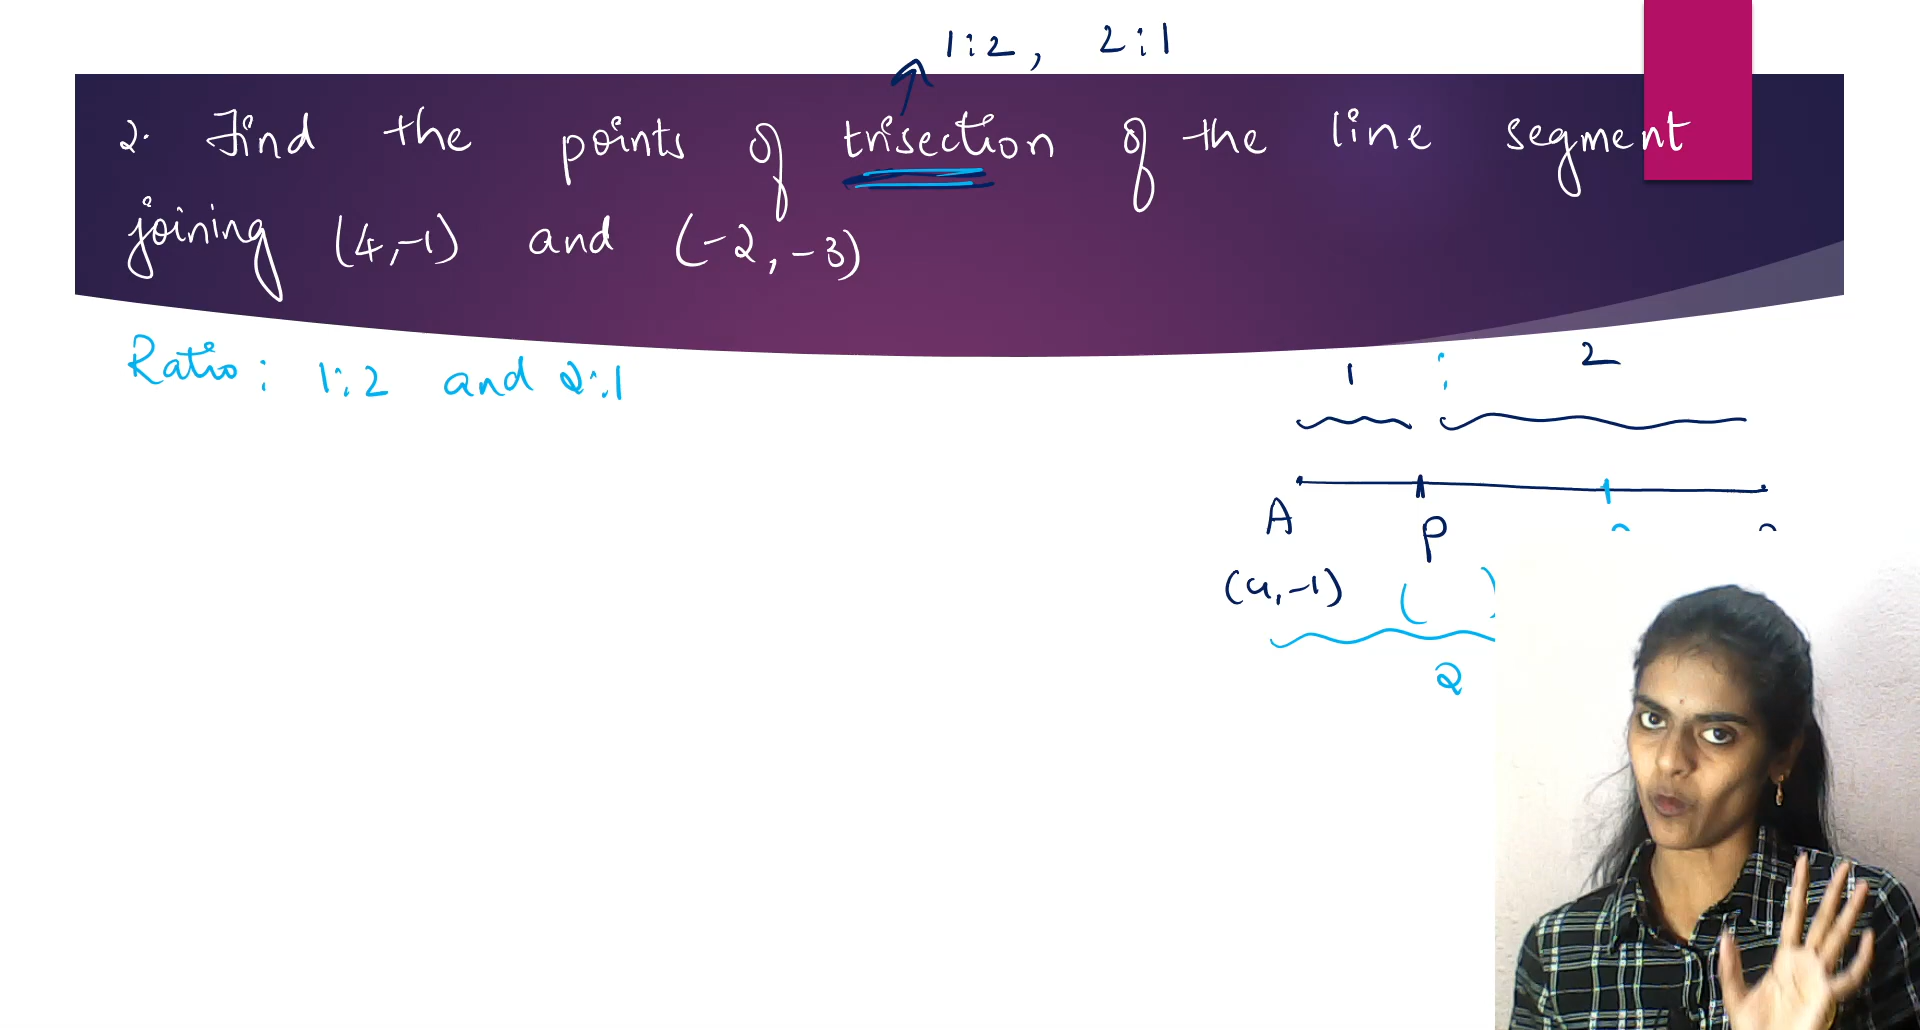 1:2, 2:1
2. Find the points of trisection of the line segment
joining (4,-1) and (-2,-3)
Ratio: 1:2 and 2:1
1 : 2
A P
(4,-1) ( )
2